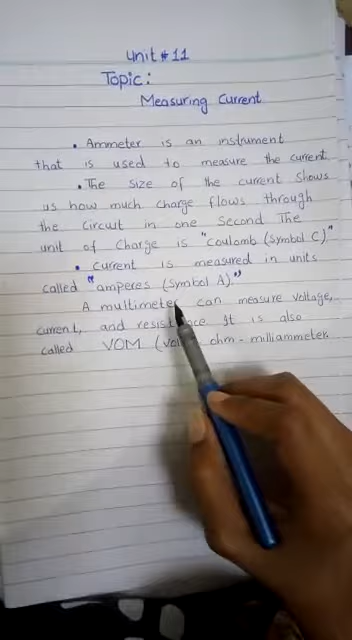 Unit # 11
Topic:
Measuring Current
• Ammeter is an instrument
that is used to measure the current.
• The size of the current shows
us how much charge flows through
the circuit in one second The
unit of charge is "Coulomb (symbol C)"
• Current is measured in units
called "amperes (symbol A)"
A multimeter can measure voltage,
current, and It is also
called VOM ohm-milliammeter.